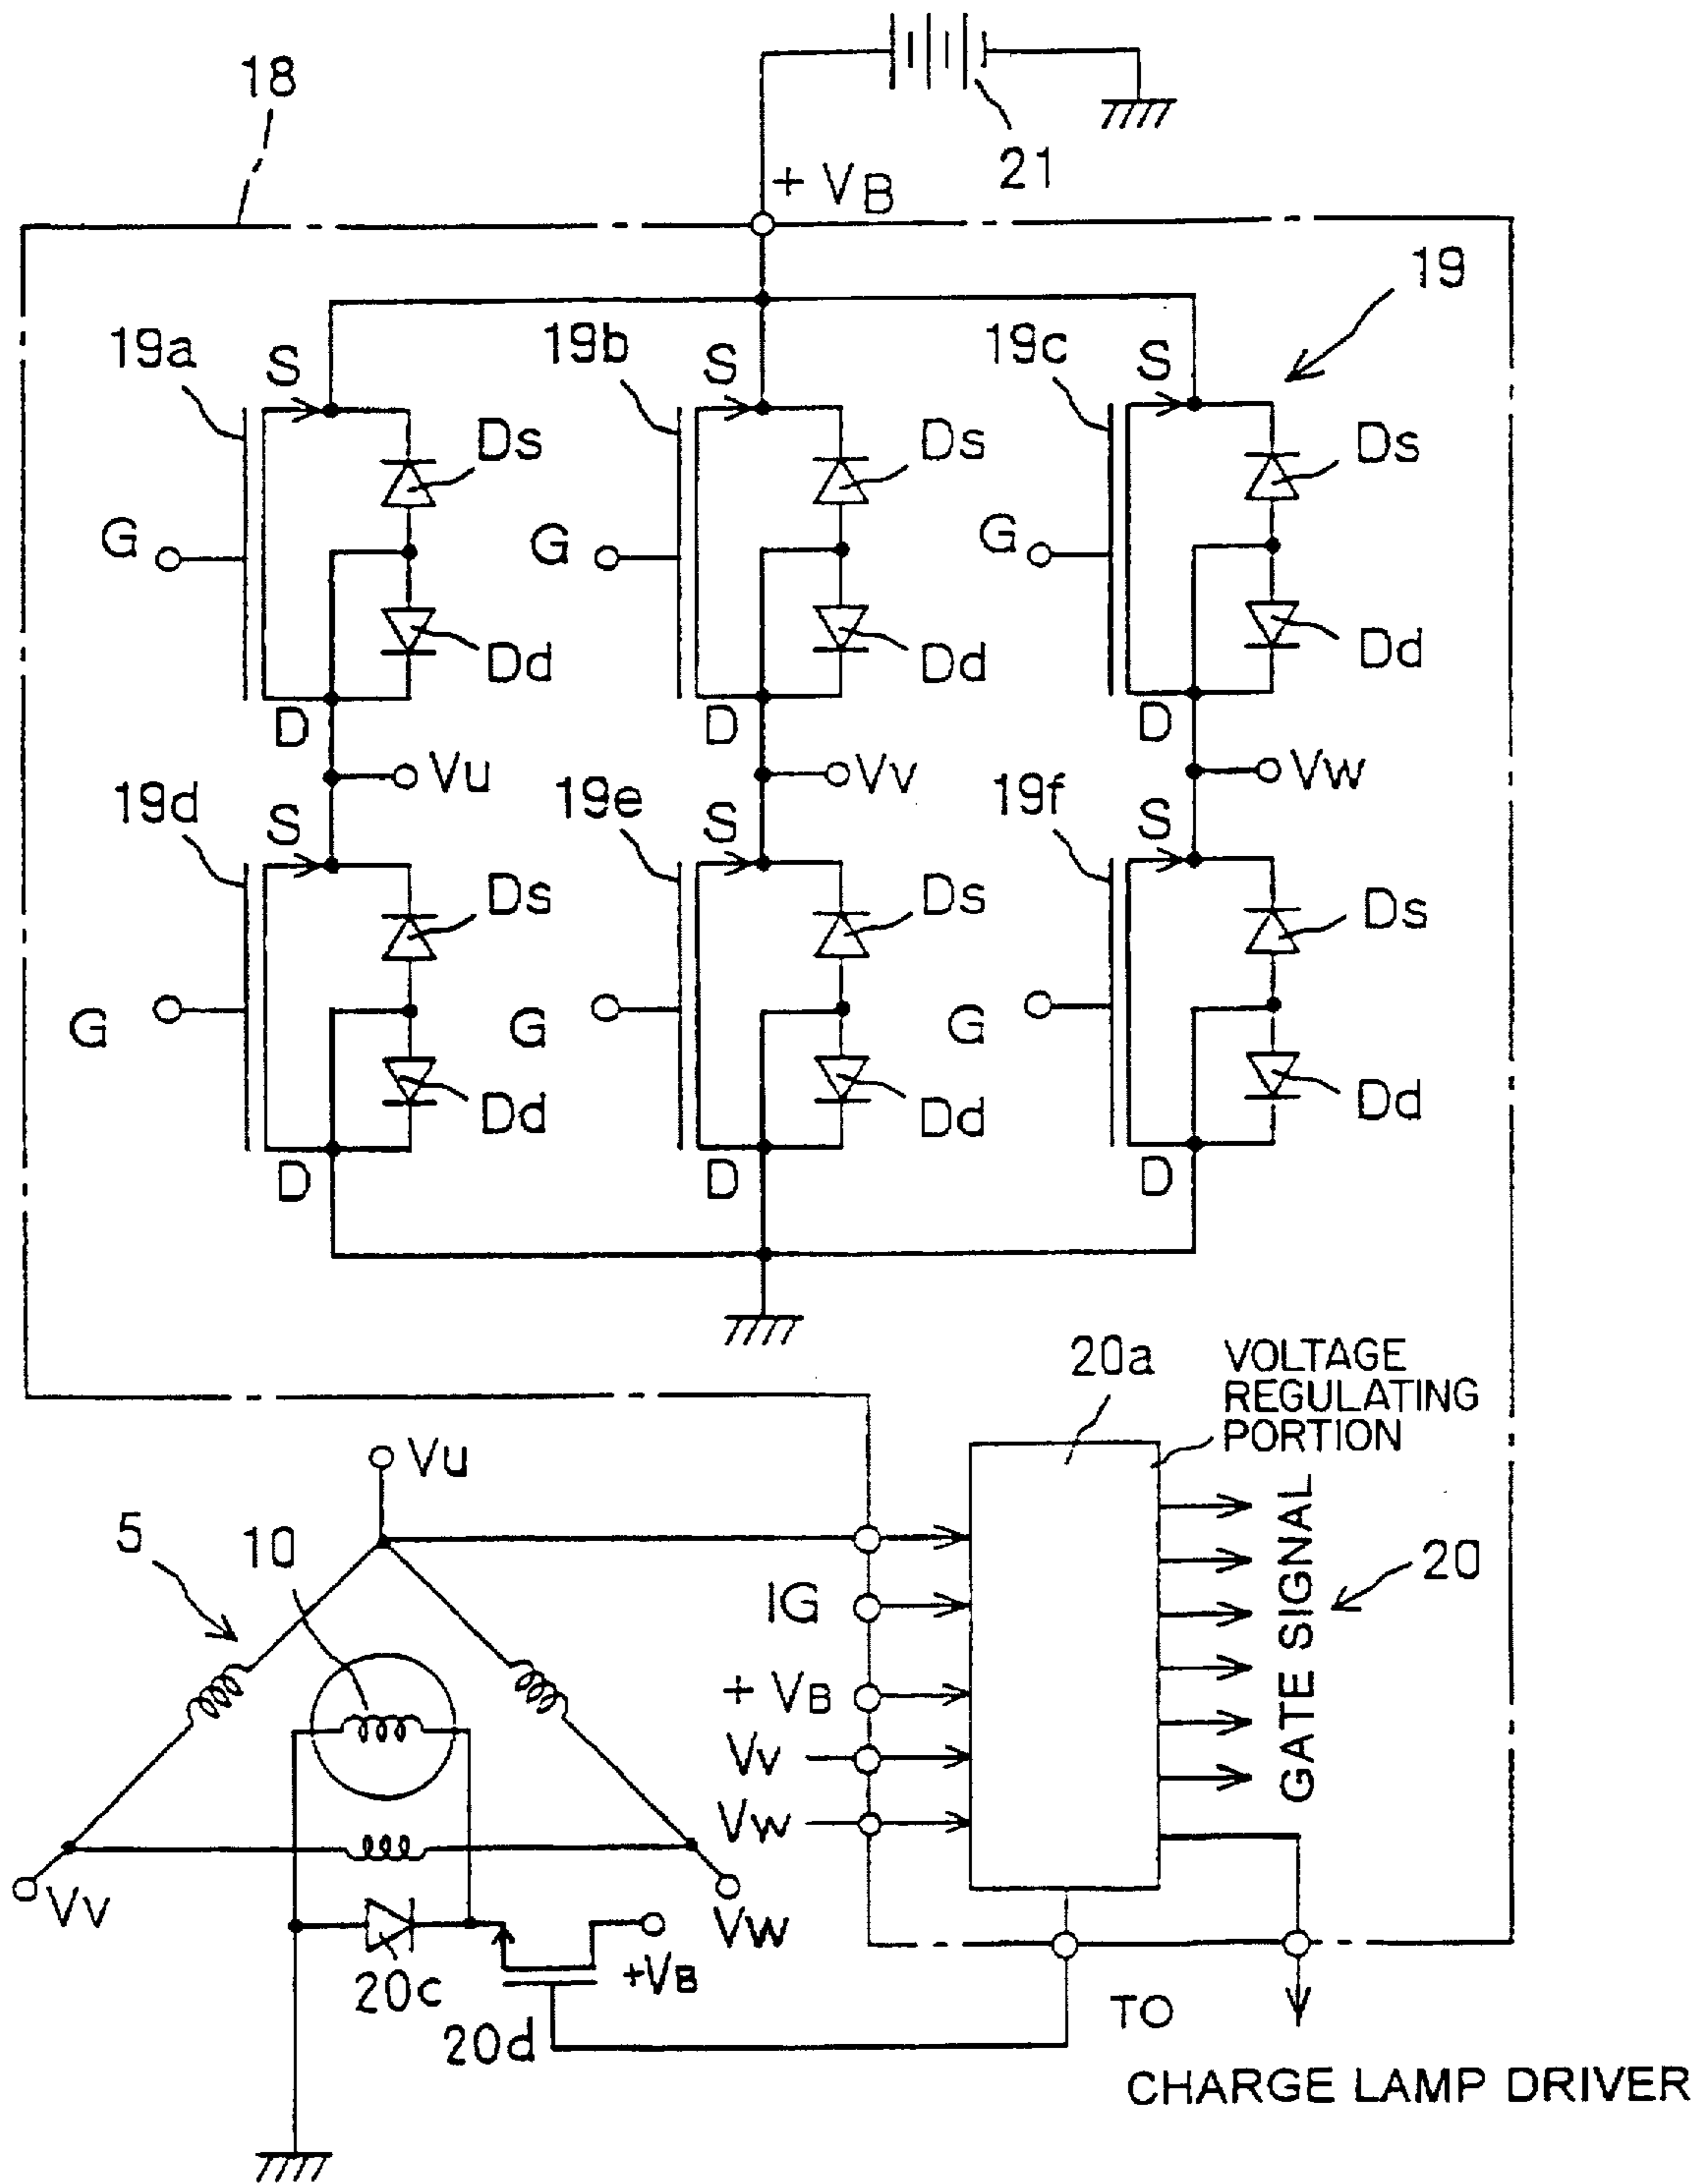 18
21
+ VB
19
19a
S
19b
S
19c
S
Ds
Ds
Ds
G
G
G
Dd
Dd
Dd
D
D
D
Vu
Vv
Vw
19d
S
19e
S
19f
S
Ds
Ds
Ds
G
G
G
Dd
Dd
Dd
D
D
D
20a
VOLTAGE
REGULATING
PORTION
Vu
5
10
IG
+ VB
Vv
Vw
GATE SIGNAL
20
Vv
Vw
20c
+VB
20d
TO
CHARGE LAMP DRIVER